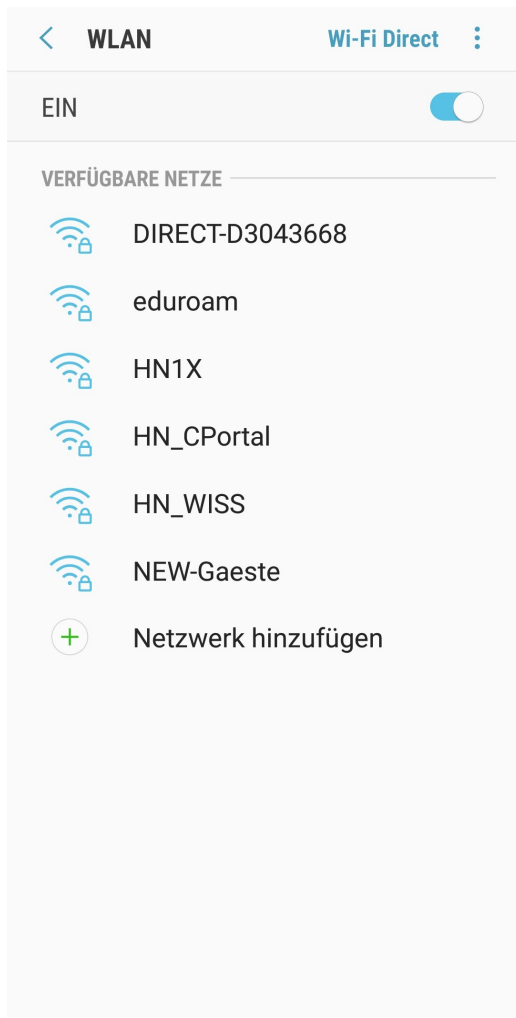 WLAN Wi-Fi Direct
EIN
VERFÜGBARE NETZE
DIRECT-D3043668
eduroam
HN1X
HN_CPortal
HN_WISS
NEW-Gaeste
Netzwerk hinzufügen